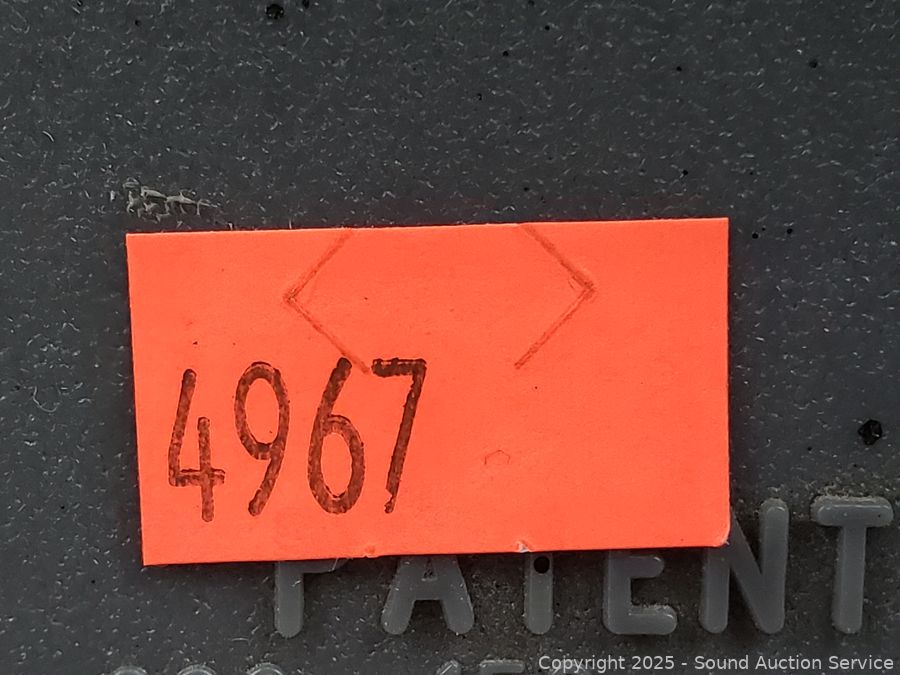 4967
PATENT
Copyright 2025 - Sound Auction Service